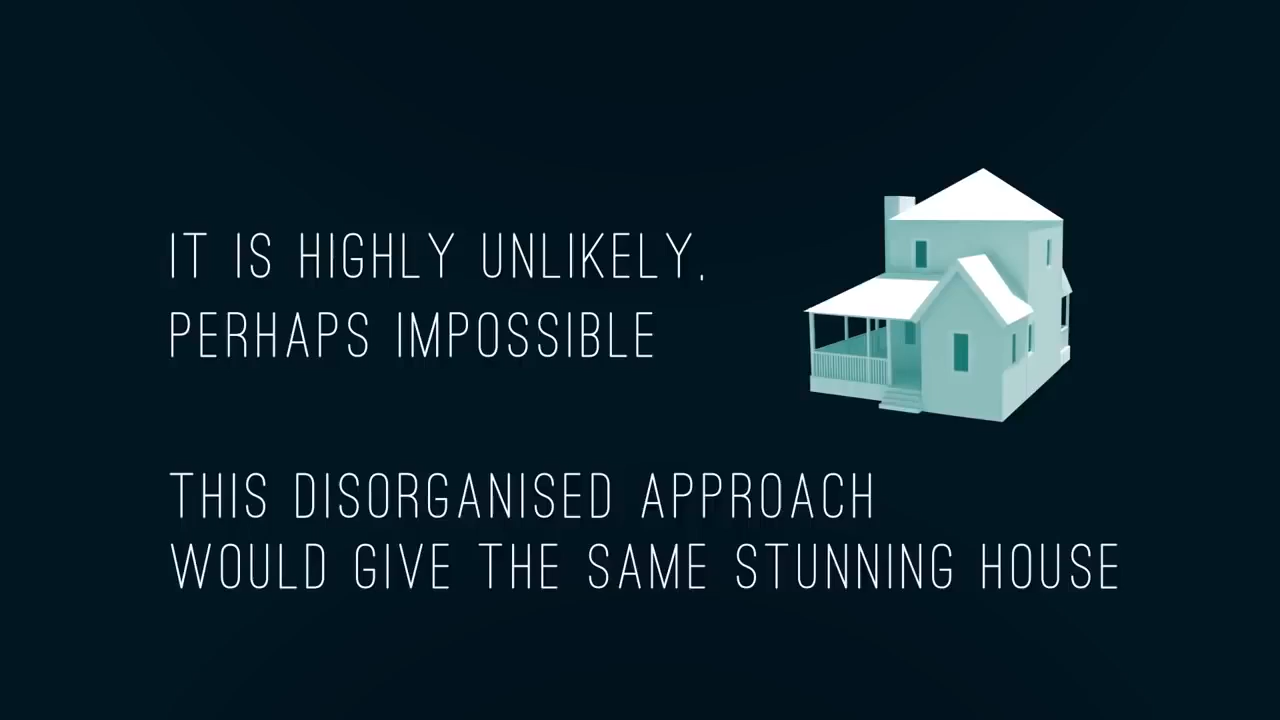 IT IS HIGHLY UNLIKELY,
PERHAPS IMPOSSIBLE
THIS DISORGANISED APPROACH
WOULD GIVE THE SAME STUNNING HOUSE